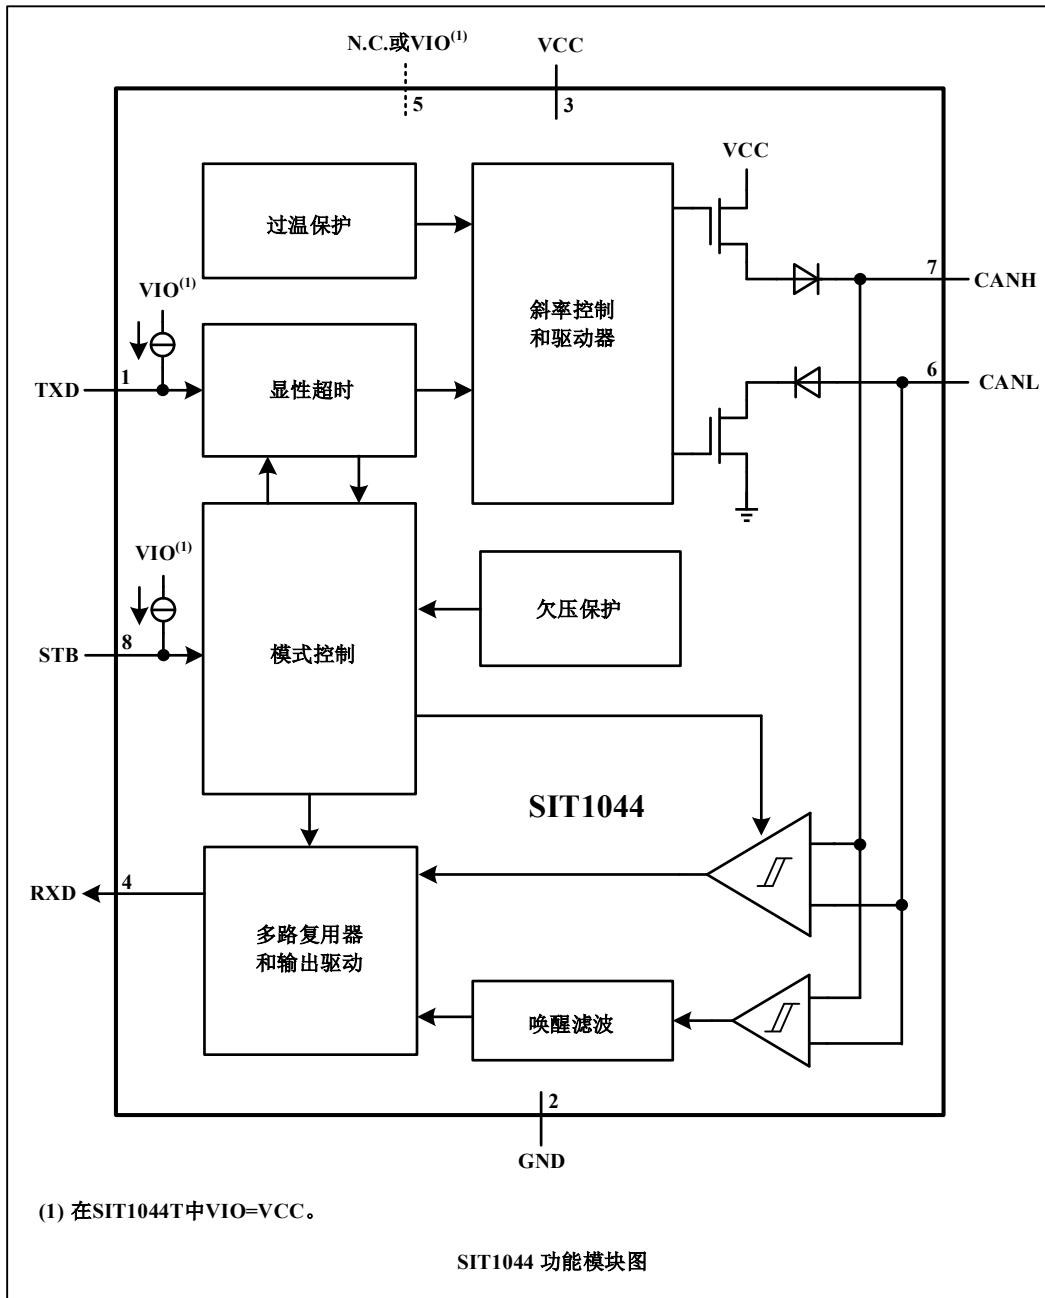 N.C.或VIO(1)
VCC
5
3
VCC
过温保护
7
CANH
VIO(1)
斜率控制
和驱动器
TXD
1
显性超时
6
CANL
VIO(1)
欠压保护
STB
8
模式控制
SIT1044
RXD
4
多路复用器
和输出驱动
唤醒滤波
2
GND
(1) 在SIT1044T中VIO=VCC。
SIT1044 功能模块图